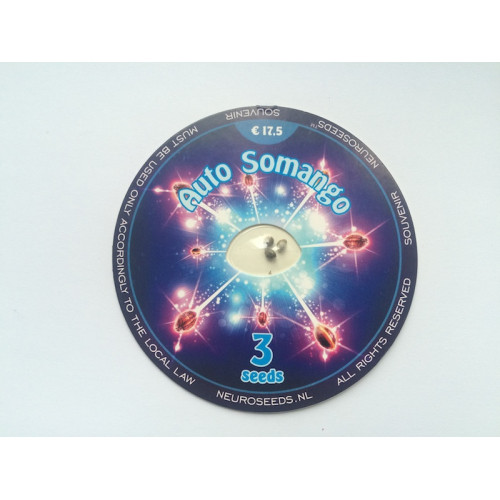 € 17.5
Auto Somango
3
seeds
SOUVENIR
NEUROSEEDS™
SOUVENIR
ALL RIGHTS RESERVED
NEUROSEEDS.NL
MUST BE USED ONLY ACCORDINGLY TO THE LOCAL LAW